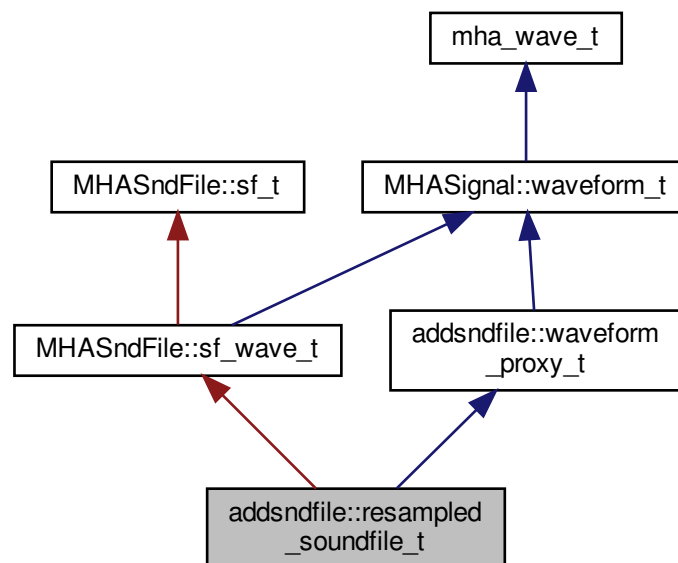 mha_wave_t
MHASndFile::sf_t
MHASignal::waveform_t
MHASndFile::sf_wave_t
addsndfile::waveform
_proxy_t
addsndfile::resampled
_soundfile_t